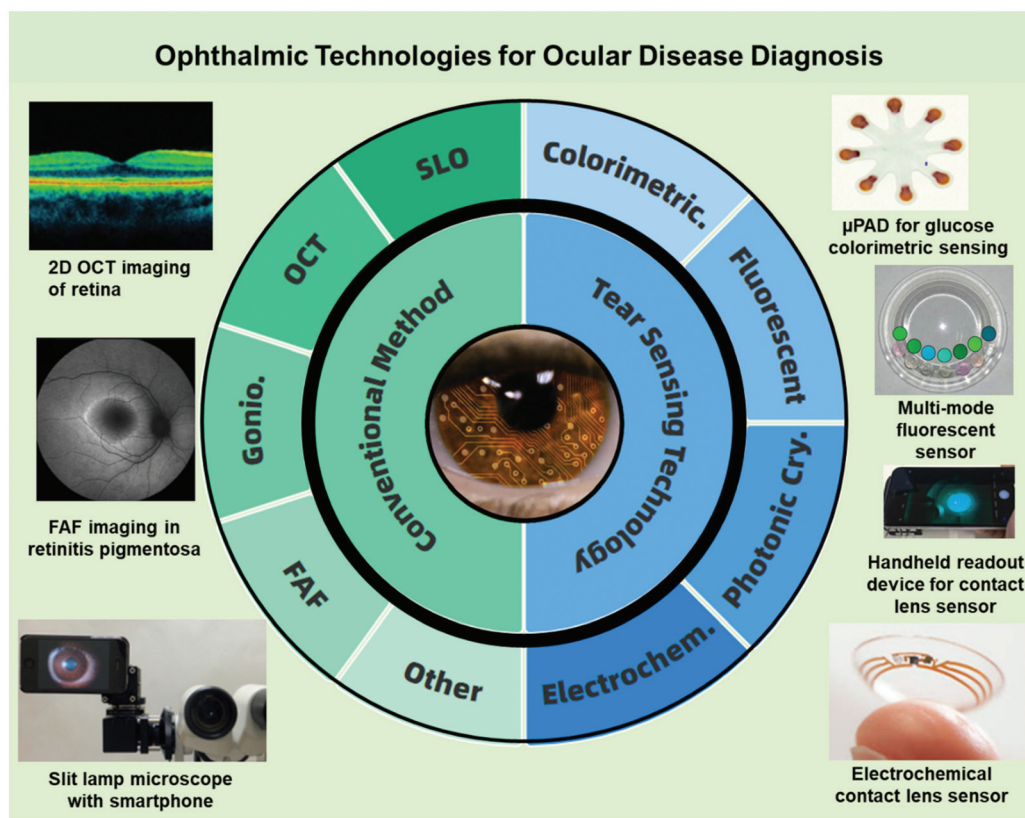 Ophthalmic Technologies for Ocular Disease Diagnosis
2D OCT imaging
of retina
FAF imaging in
retinitis pigmentosa
Slit lamp microscope
with smartphone
SLO
OCT
Gonio.
FAF
Other
Conventional Method
Tear Sensing Technology
Colorimetric.
Fluorescent
Photonic Cry.
Electrochem.
µPAD for glucose
colorimetric sensing
Multi-mode
fluorescent
sensor
Handheld readout
device for contact
lens sensor
Electrochemical
contact lens sensor